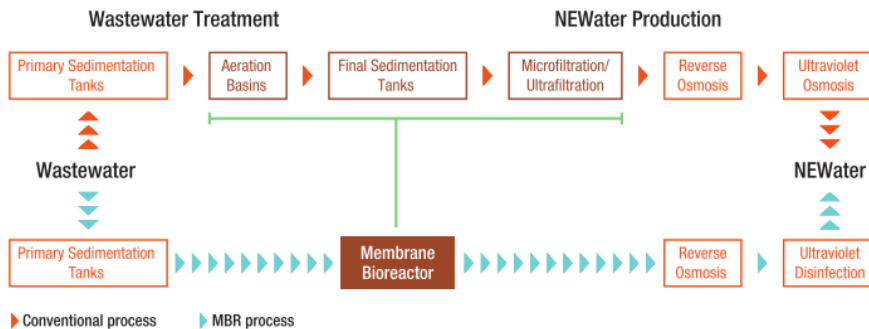 Wastewater Treatment
NEWater Production
Primary Sedimentation
Tanks
Aeration
Basins
Final Sedimentation
Tanks
Microfiltration/
Ultrafiltration
Reverse
Osmosis
Ultraviolet
Osmosis
Wastewater
NEWater
Primary Sedimentation
Tanks
Membrane
Bioreactor
Reverse
Osmosis
Ultraviolet
Disinfection
Conventional process
MBR process